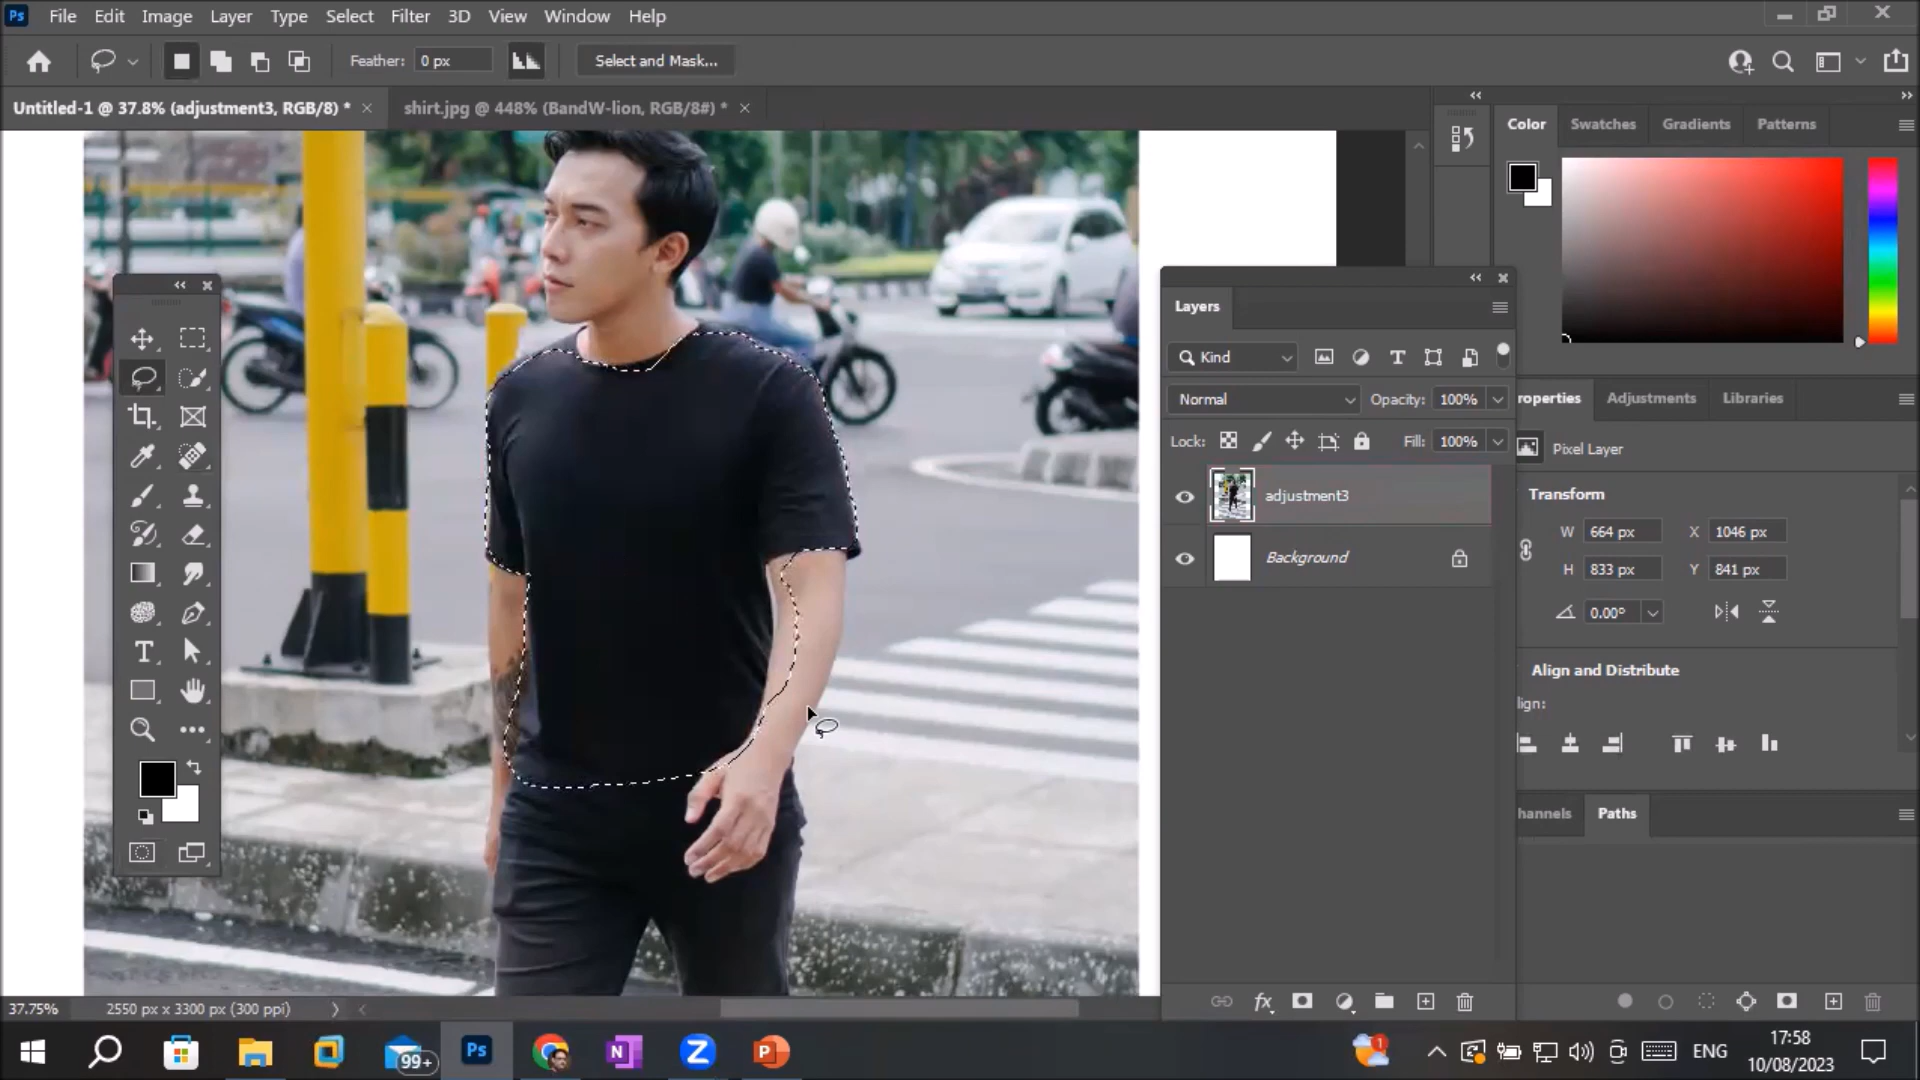 Ps File Edit Image Layer Type Select Filter 3D View Window Help
Feather: 0 px Select and Mask...
Untitled-1 @ 37.8% (adjustment3, RGB/8) * × shirt.jpg @ 448% (BandW-lion, RGB/8#) * ×
Color Swatches Gradients Patterns
Layers
Kind
Normal Opacity: 100%
Lock: Fill: 100%
adjustment3
Background
roperties Adjustments Libraries
Pixel Layer
Transform
W 664 px X 1046 px
H 833 px Y 841 px
0.00°
Align and Distribute
lign:
hannels Paths
fx
37.75% 2550 px x 3300 px (300 ppi)
99+ Ps N Z P 1 ENG
17:58
10/08/2023